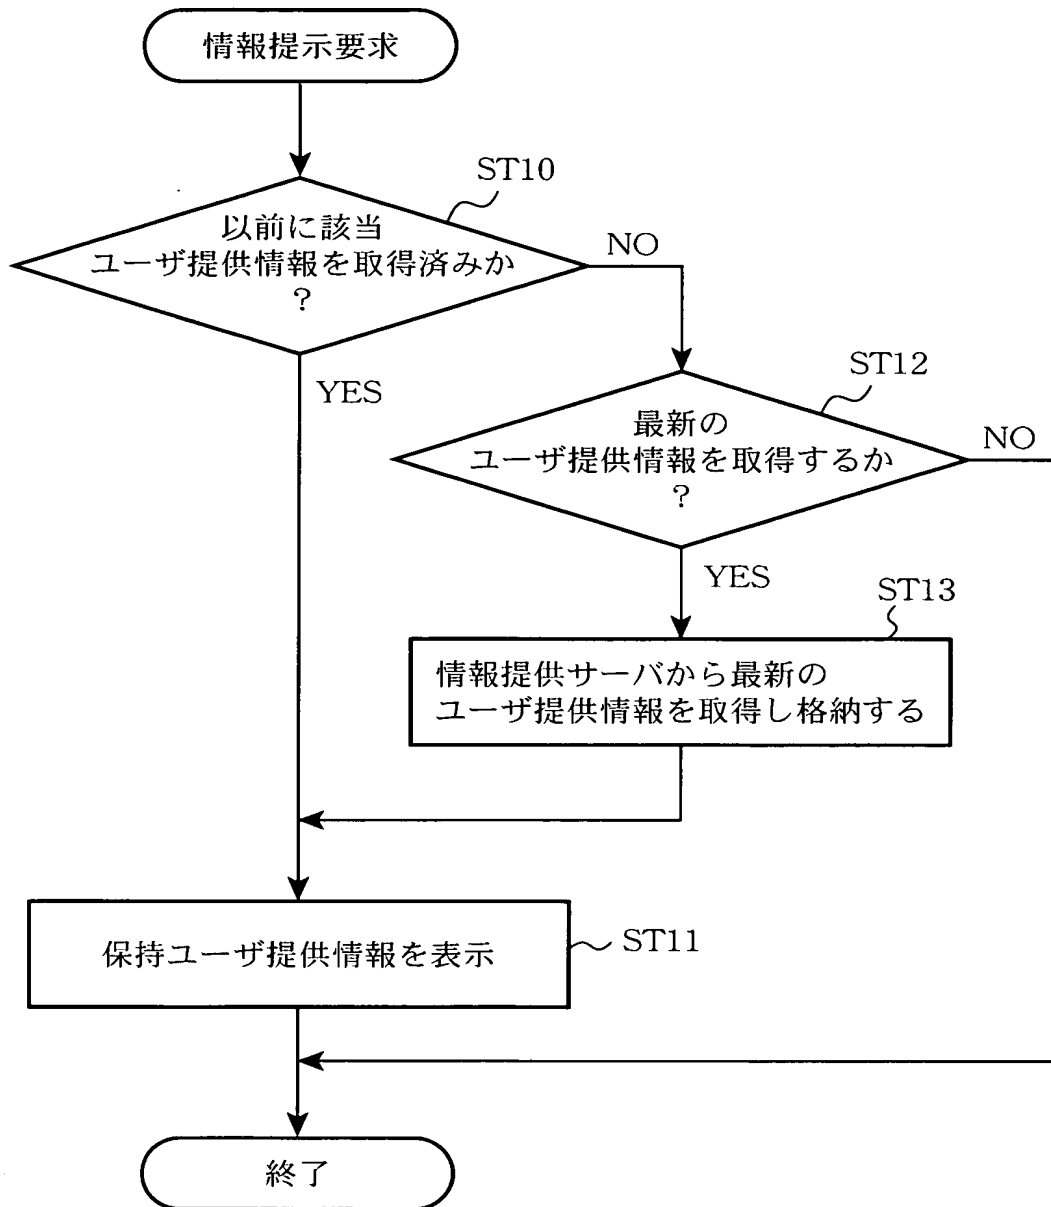 情報提示要求
ST10
以前に該当
ユーザ提供情報を取得済みか
?
NO
YES
ST12
最新の
ユーザ提供情報を取得するか
?
NO
YES
ST13
情報提供サーバから最新の
ユーザ提供情報を取得し格納する
保持ユーザ提供情報を表示
ST11
終了